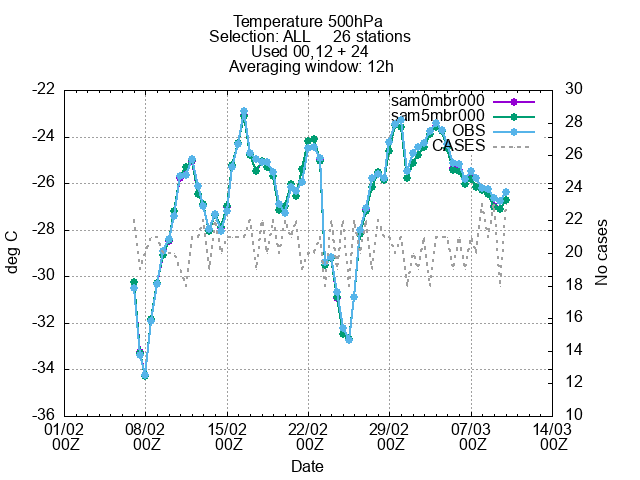 Temperature 500hPa
Selection: ALL     26 stations
Used 00,12 + 24
Averaging window: 12h
sam0mbr000
sam5mbr000
OBS
CASES
-22
-24
-26
-28
-30
-32
-34
-36
30
28
26
24
22
20
18
16
14
12
10
deg C
No cases
01/02 08/02 15/02 22/02 29/02 07/03 14/03
00Z 00Z 00Z 00Z 00Z 00Z 00Z
Date